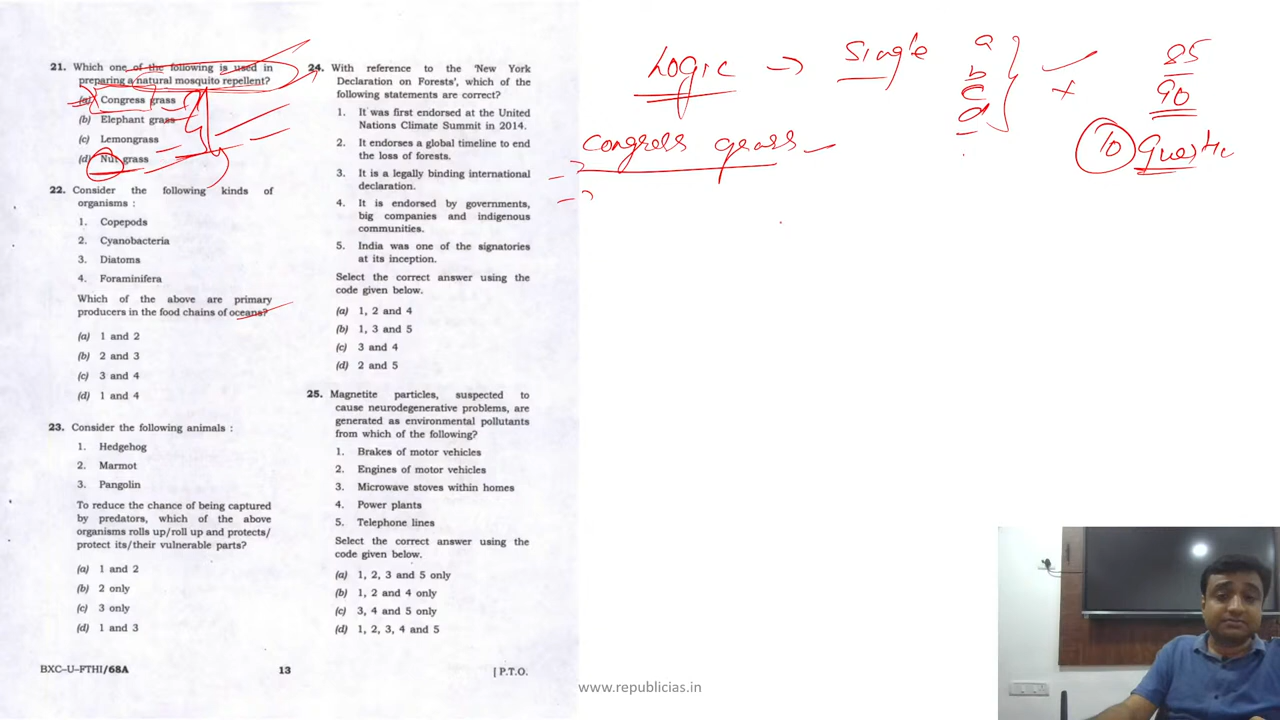 21. Which one of the following is used in
preparing a natural mosquito repellent?
(a) Congress grass
(b) Elephant grass
(c) Lemongrass
(d) Nut grass
22. Consider the following kinds of
organisms :
1. Copepods
2. Cyanobacteria
3. Diatoms
4. Foraminifera
Which of the above are primary
producers in the food chains of oceans?
(a) 1 and 2
(b) 2 and 3
(c) 3 and 4
(d) 1 and 4
23. Consider the following animals :
1. Hedgehog
2. Marmot
3. Pangolin
To reduce the chance of being captured
by predators, which of the above
organisms rolls up/roll up and protects/
protect its/their vulnerable parts?
(a) 1 and 2
(b) 2 only
(c) 3 only
(d) 1 and 3
BXC-U-FTHI/68A
13
24. With reference to the 'New York
Declaration on Forests', which of the
following statements are correct?
1. It was first endorsed at the United
Nations Climate Summit in 2014.
2. It endorses a global timeline to end
the loss of forests.
3. It is a legally binding international
declaration.
4. It is endorsed by governments,
big companies and indigenous
communities.
5. India was one of the signatories
at its inception.
Select the correct answer using the
code given below.
(a) 1, 2 and 4
(b) 1, 3 and 5
(c) 3 and 4
(d) 2 and 5
25. Magnetite particles, suspected to
cause neurodegenerative problems, are
generated as environmental pollutants
from which of the following?
1. Brakes of motor vehicles
2. Engines of motor vehicles
3. Microwave stoves within homes
4. Power plants
5. Telephone lines
Select the correct answer using the
code given below.
(a) 1, 2, 3 and 5 only
(b) 1, 2 and 4 only
(c) 3, 4 and 5 only
(d) 1, 2, 3, 4 and 5
[ P.T.O.
Logic → Single
a
b
c
d
85
90
congress grass
10
www.republicias.in